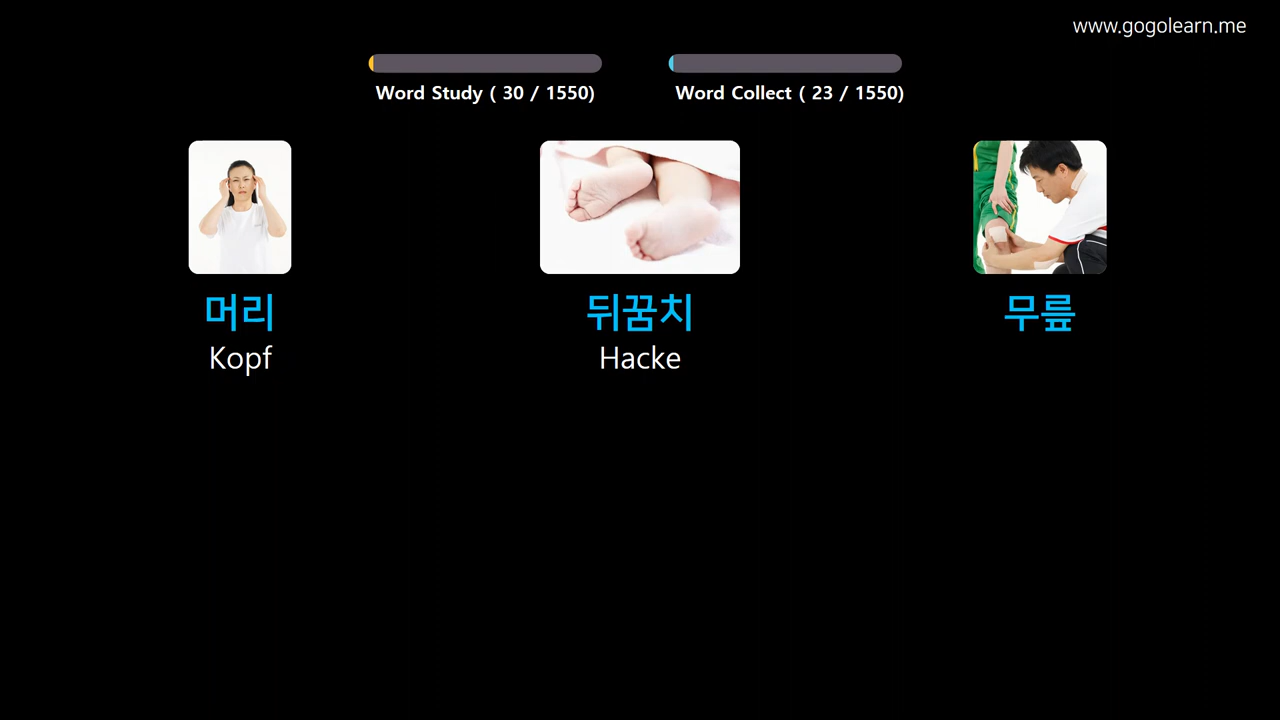 www.gogolearn.me
Word Study ( 30 / 1550)
Word Collect ( 23 / 1550)
머리
뒤꿈치
무릎
Kopf
Hacke